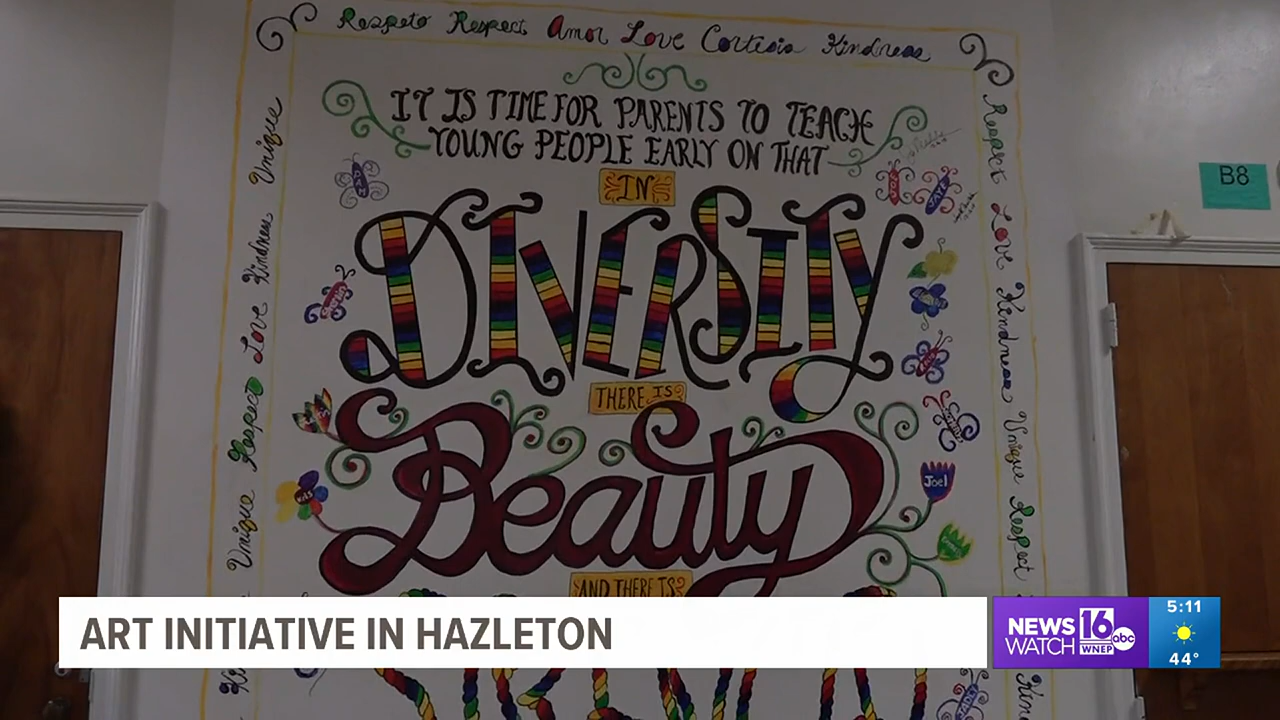 Respeto Respect Amor Love Cortisia Kindness
IT IS TIME FOR PARENTS TO TEACH
YOUNG PEOPLE EARLY ON THAT
IN
DIVERSITY
THERE IS
Beauty
AND THERE IS
Unique Respect Love Kindness Unique
Respect Love Kindness Unique Respect
Joel
B8
ART INITIATIVE IN HAZLETON
NEWS
WATCH
16
WNEP
abc
5:11
44°